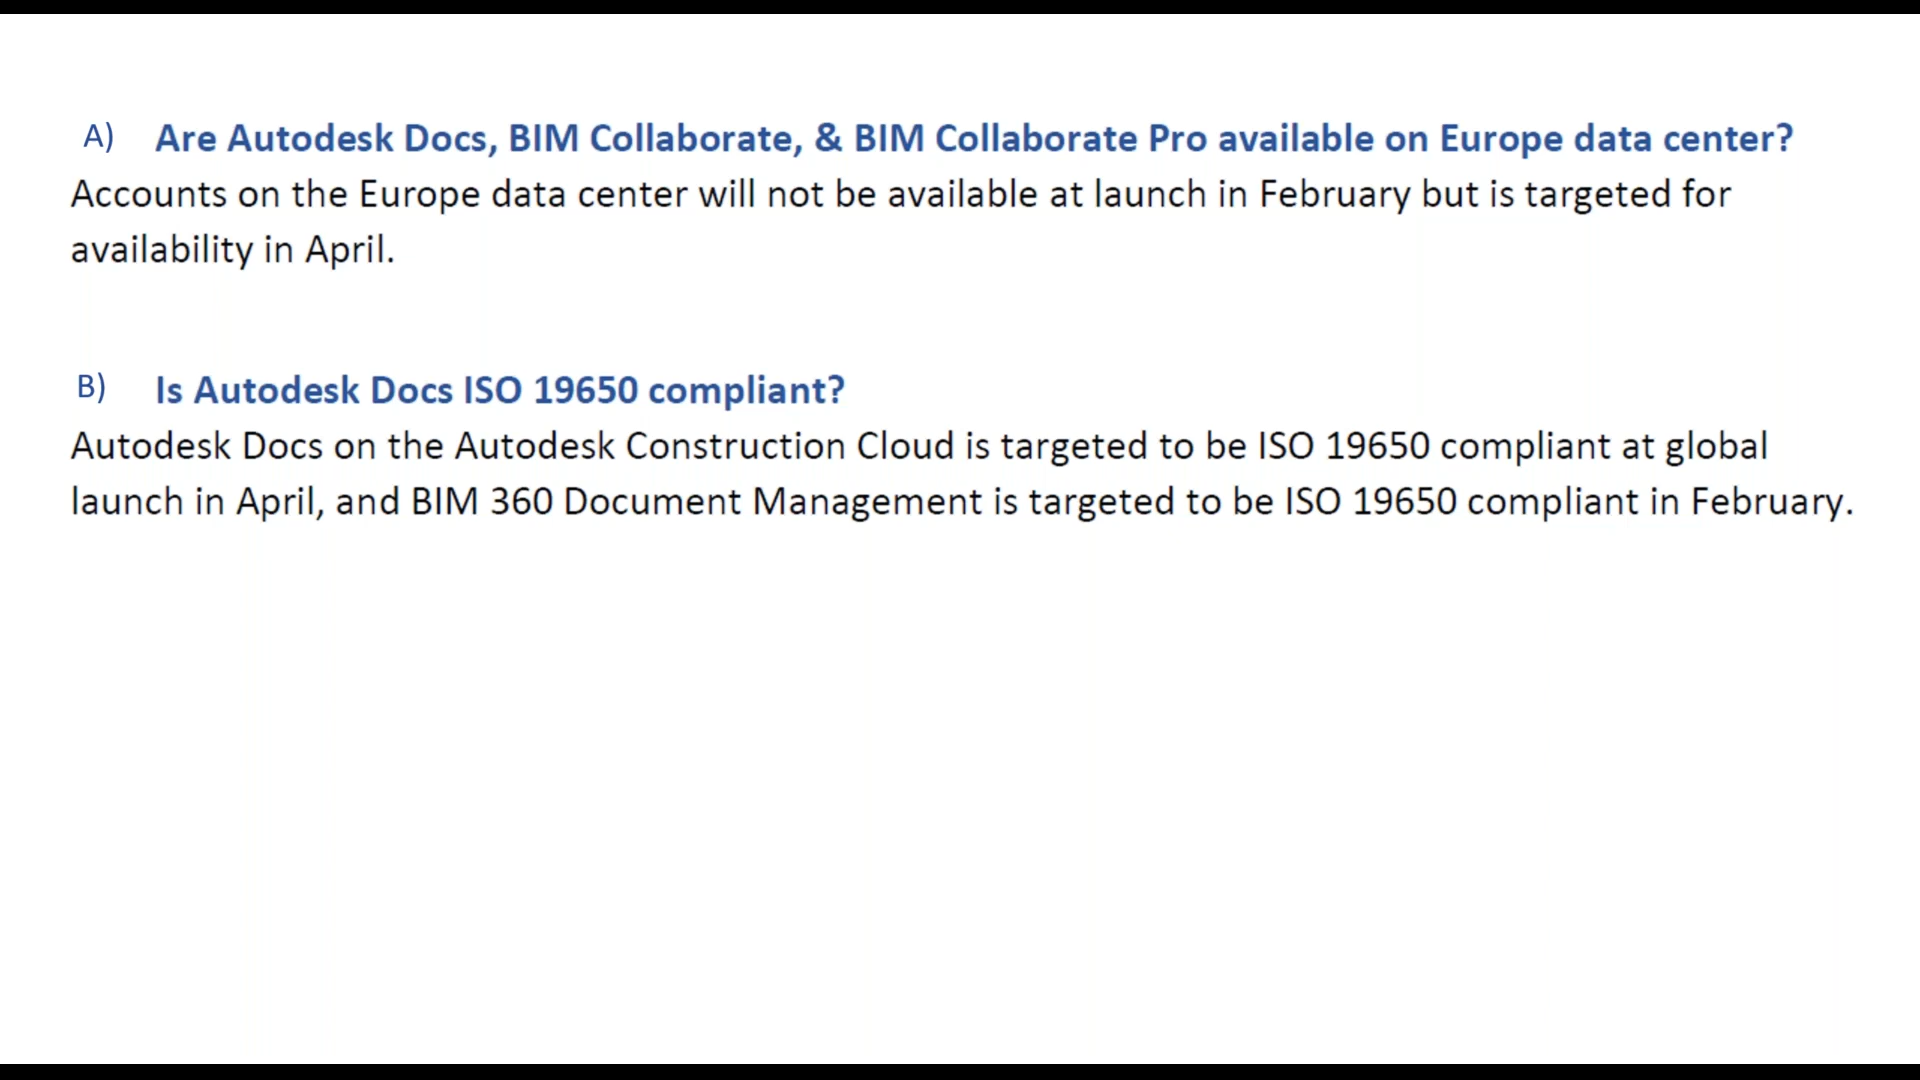 A) Are Autodesk Docs, BIM Collaborate, & BIM Collaborate Pro available on Europe data center?
Accounts on the Europe data center will not be available at launch in February but is targeted for
availability in April.
B) Is Autodesk Docs ISO 19650 compliant?
Autodesk Docs on the Autodesk Construction Cloud is targeted to be ISO 19650 compliant at global
launch in April, and BIM 360 Document Management is targeted to be ISO 19650 compliant in February.